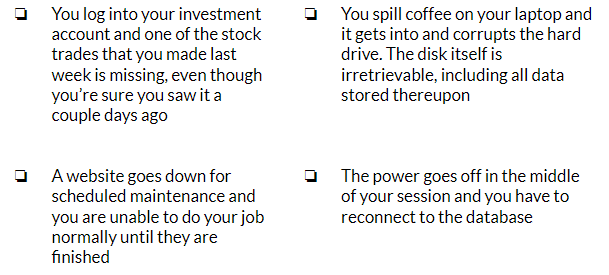 ❏ You log into your investment
account and one of the stock
trades that you made last
week is missing, even though
you're sure you saw it a
couple days ago
❏ You spill coffee on your laptop and
it gets into and corrupts the hard
drive. The disk itself is
irretrievable, including all data
stored thereupon
❏ A website goes down for
scheduled maintenance and
you are unable to do your job
normally until they are
finished
❏ The power goes off in the middle
of your session and you have to
reconnect to the database